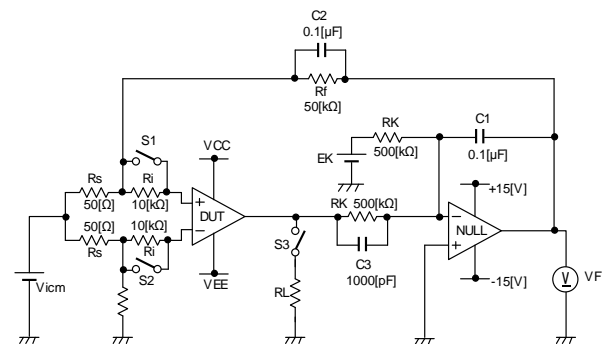 C2
0.1[μF]
Rf
50[kΩ]
RK
500[kΩ]
C1
0.1[μF]
EK
S1
VCC
Rs
50[Ω]
Ri
10[kΩ]
+
DUT
−
50[Ω]
Rs
10[kΩ]
Ri
S2
VEE
Vicm
RK 500[kΩ]
C3
1000[pF]
S3
RL
+15[V]
−
NULL
+
-15[V]
V
VF